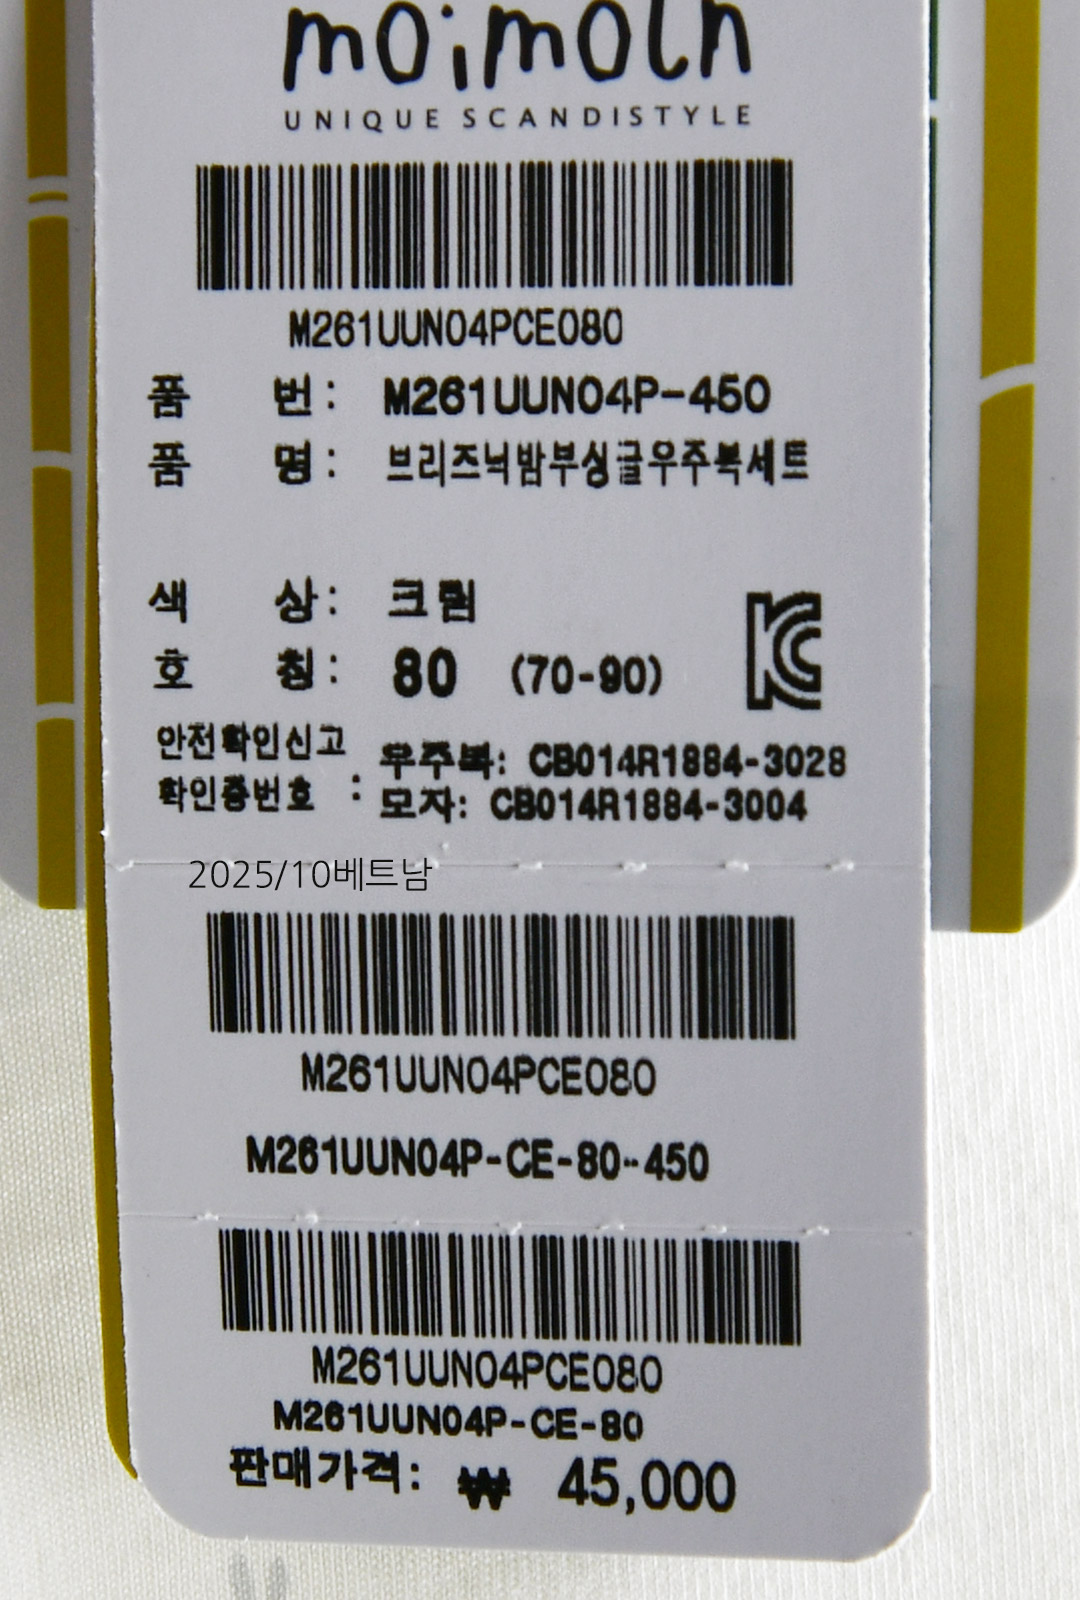 moimoln
UNIQUE SCANDISTYLE
M261UUN04PCE080
품 번: M261UUN04P-450
품 명: 브리즈닉밤부싱글우주복세트
색 상: 크림
호 칭: 80 (70-90)
안전확인신고 확인증번호 : 우주복: CB014R1884-3028
모자: CB014R1884-3004
2025/10베트남
M261UUN04PCE080
M261UUN04P-CE-80-450
M261UUN04PCE080
M261UUN04P-CE-80
판매가격: ₩ 45,000